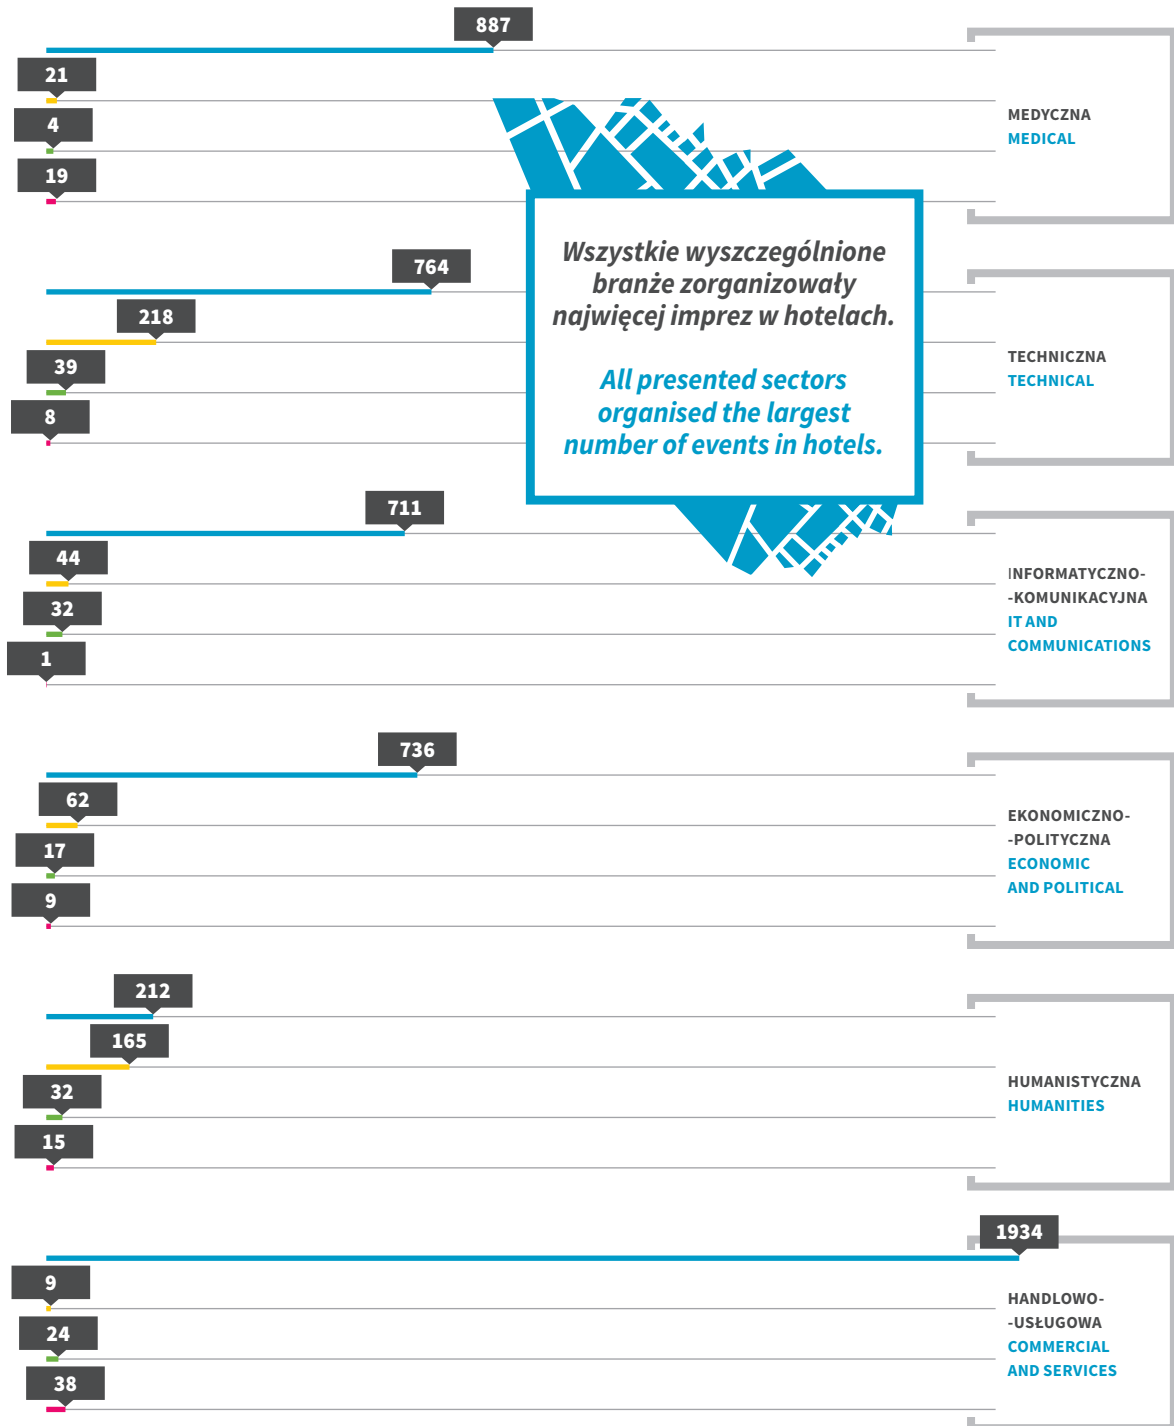 887
21
4
19
MEDYCZNA
MEDICAL
Wszystkie wyszczególnione
branże zorganizowały
najwięcej imprez w hotelach.
All presented sectors
organised the largest
number of events in hotels.
764
218
39
8
TECHNICZNA
TECHNICAL
711
44
32
1
INFORMATYCZNO-
-KOMUNIKACYJNA
IT AND
COMMUNICATIONS
736
62
17
9
EKONOMICZNO-
-POLITYCZNA
ECONOMIC
AND POLITICAL
212
165
32
15
HUMANISTYCZNA
HUMANITIES
1934
9
24
38
HANDLOWO-
-USŁUGOWA
COMMERCIAL
AND SERVICES